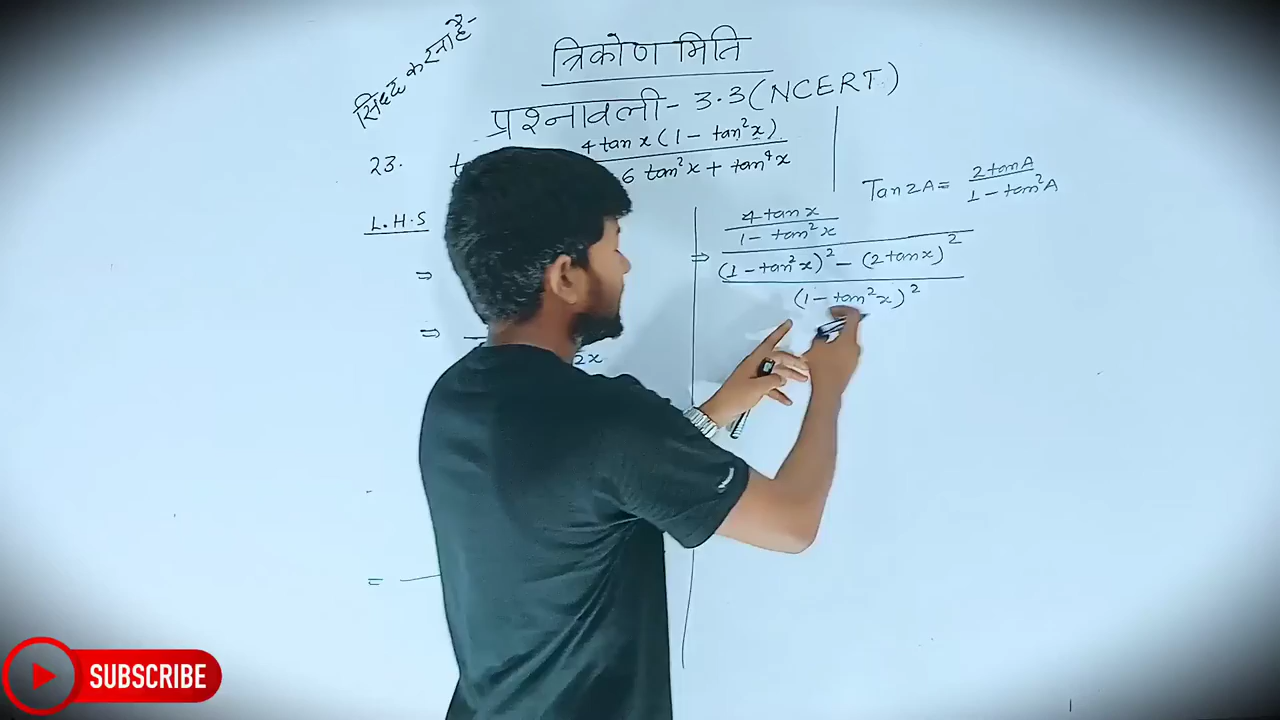 सिद्ध करना है-
त्रिकोणमिति
प्रश्नावली - 3.3 (NCERT)
23. t 4 tan x (1 - tan²x)
6 tan²x + tan⁴x
Tan 2A = 2 tan A
1 - tan²A
L.H.S
⇒
⇒
2x
=
4 tan x
1 - tan²x
⇒ (1 - tan²x)² - (2 tan x)²
(1 - tan²x)²
SUBSCRIBE